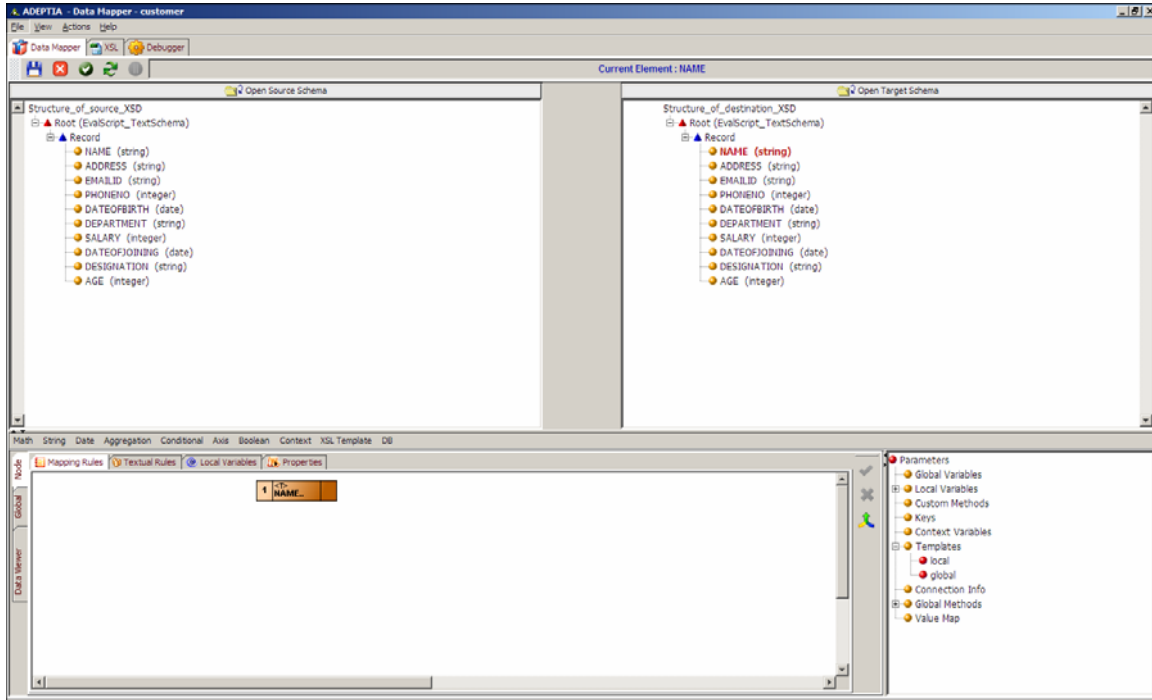 ADEPTIA - Data Mapper - customer
File View Actions Help
Data Mapper XSL Debugger
Current Element : NAME
Open Source Schema
Open Target Schema
Structure_of_source_XSD
Root (EvalScript_TextSchema)
Record
NAME (string)
ADDRESS (string)
EMAILID (string)
PHONENO (integer)
DATEOFBIRTH (date)
DEPARTMENT (string)
SALARY (integer)
DATEOFJOINING (date)
DESIGNATION (string)
AGE (integer)
Structure_of_destination_XSD
Root (EvalScript_TextSchema)
Record
NAME (string)
ADDRESS (string)
EMAILID (string)
PHONENO (integer)
DATEOFBIRTH (date)
DEPARTMENT (string)
SALARY (integer)
DATEOFJOINING (date)
DESIGNATION (string)
AGE (integer)
Math String Date Aggregation Conditional Axis Boolean Context XSL Template DB
Node
Global
Data Viewer
Mapping Rules Textual Rules Local Variables Properties
1 <T> NAME..
Parameters
Global Variables
Local Variables
Custom Methods
Keys
Context Variables
Templates
local
global
Connection Info
Global Methods
Value Map